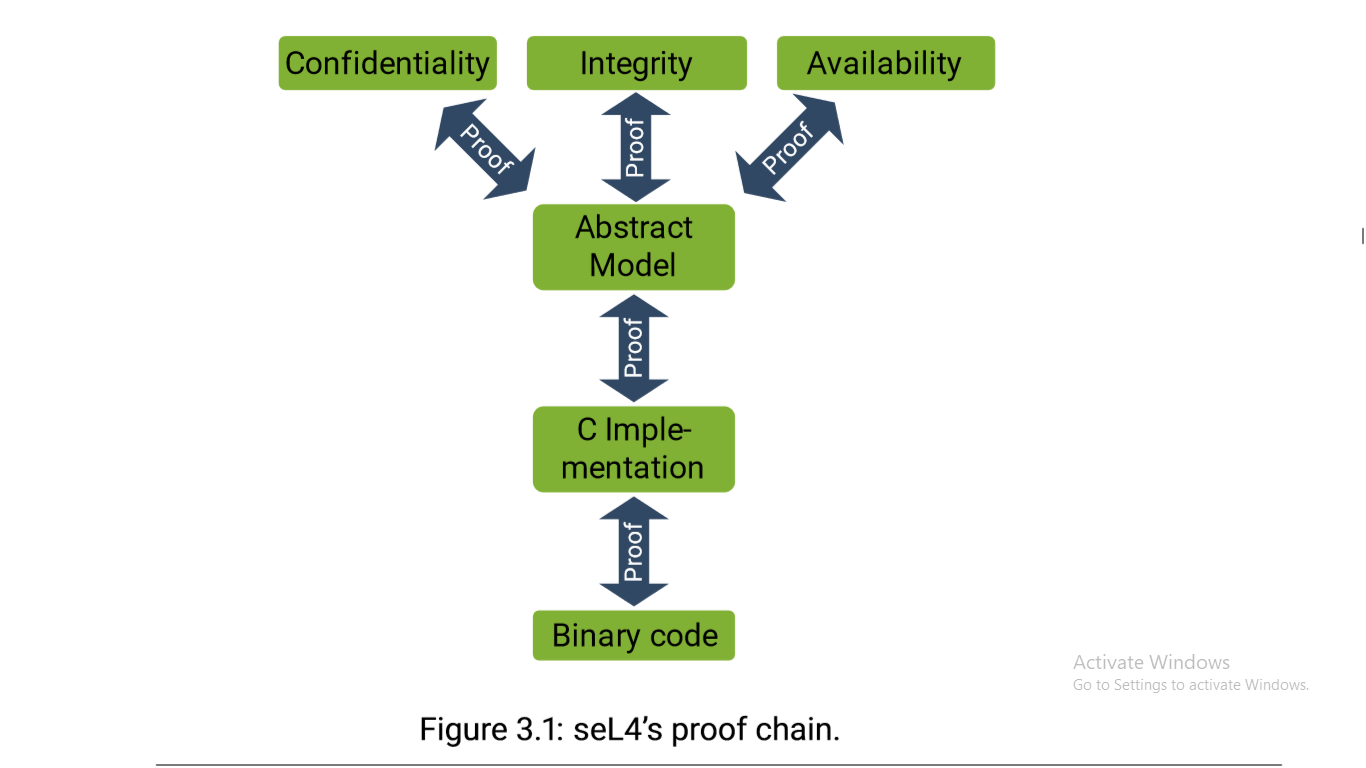 Confidentiality
Integrity
Availability
Proof
Proof
Proof
Abstract
Model
Proof
C Imple-
mentation
Proof
Binary code
Activate Windows
Go to Settings to activate Windows.
Figure 3.1: seL4’s proof chain.